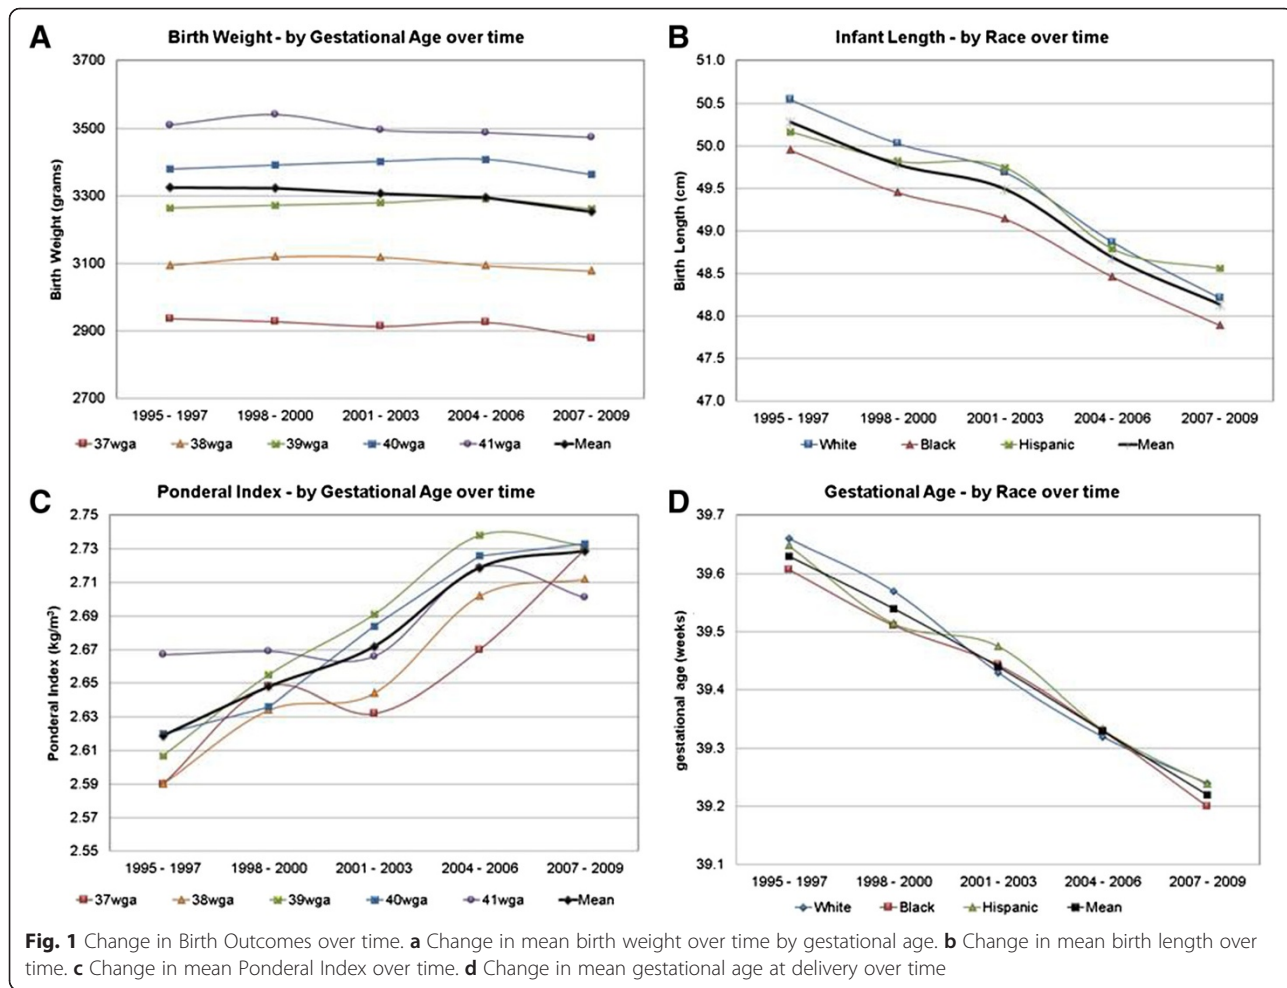 A
Birth Weight - by Gestational Age over time
Birth Weight (grams)
3700
3500
3300
3100
2900
2700
1995 - 1997 1998 - 2000 2001 - 2003 2004 - 2006 2007 - 2009
37wga 38wga 39wga 40wga 41wga Mean
B
Infant Length - by Race over time
Birth Length (cm)
51.0
50.5
50.0
49.5
49.0
48.5
48.0
47.5
47.0
1995 - 1997 1998 - 2000 2001 - 2003 2004 - 2006 2007 - 2009
White Black Hispanic Mean
C
Ponderal Index - by Gestational Age over time
Ponderal Index (kg/m³)
2.75
2.73
2.71
2.69
2.67
2.65
2.63
2.61
2.59
2.57
2.55
1995 - 1997 1998 - 2000 2001 - 2003 2004 - 2006 2007 - 2009
37wga 38wga 39wga 40wga 41wga Mean
D
Gestational Age - by Race over time
gestational age (weeks)
39.7
39.6
39.5
39.4
39.3
39.2
39.1
1995 - 1997 1998 - 2000 2001 - 2003 2004 - 2006 2007 - 2009
White Black Hispanic Mean
Fig. 1 Change in Birth Outcomes over time. a Change in mean birth weight over time by gestational age. b Change in mean birth length over
time. c Change in mean Ponderal Index over time. d Change in mean gestational age at delivery over time